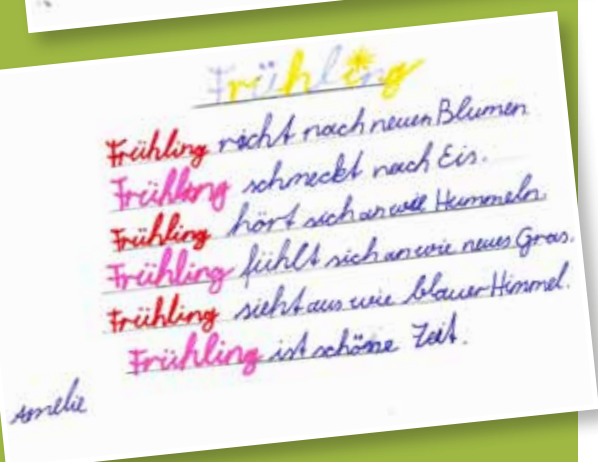 Frühling
Frühling richt nach neuen Blumen
Frühling schmeckt nach Eis.
Frühling hört sich an wie Hummeln.
Frühling fühlt sich an wie neues Gras.
Frühling sieht aus wie blauer Himmel.
Frühling ist schöne Zeit.
Amelie